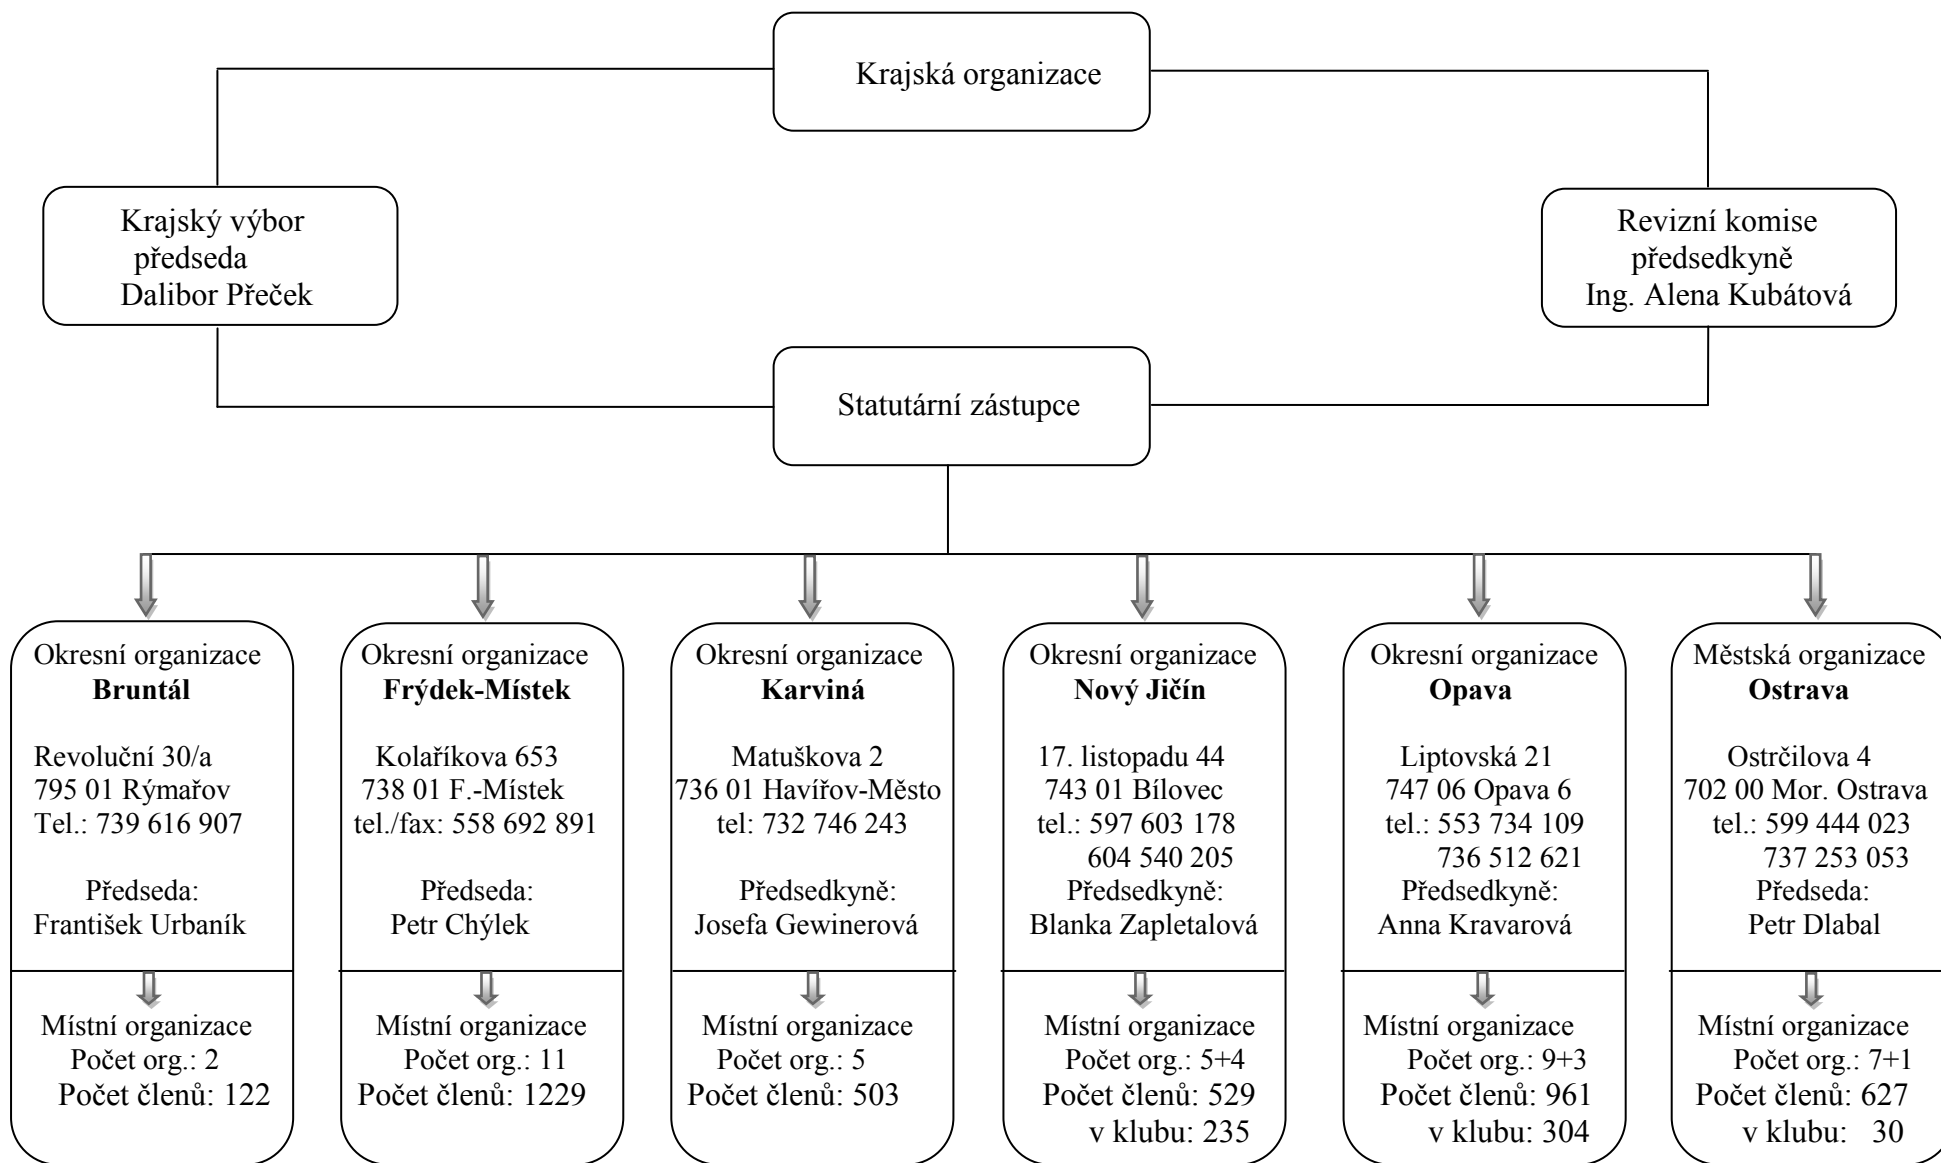 Krajská organizace
Krajský výbor
předseda
Dalibor Přeček
Revizní komise
předsedkyně
Ing. Alena Kubátová
Statutární zástupce
Okresní organizace
Bruntál
Revoluční 30/a
795 01 Rýmařov
Tel.: 739 616 907
Předseda:
František Urbaník
Místní organizace
Počet org.: 2
Počet členů: 122
Okresní organizace
Frýdek-Místek
Kolaříkova 653
738 01 F.-Místek
tel./fax: 558 692 891
Předseda:
Petr Chýlek
Místní organizace
Počet org.: 11
Počet členů: 1229
Okresní organizace
Karviná
Matuškova 2
736 01 Havířov-Město
tel: 732 746 243
Předsedkyně:
Josefa Gewinerová
Místní organizace
Počet org.: 5
Počet členů: 503
Okresní organizace
Nový Jičín
17. listopadu 44
743 01 Bílovec
tel.: 597 603 178
604 540 205
Předsedkyně:
Blanka Zapletalová
Místní organizace
Počet org.: 5+4
Počet členů: 529
v klubu: 235
Okresní organizace
Opava
Liptovská 21
747 06 Opava 6
tel.: 553 734 109
736 512 621
Předsedkyně:
Anna Kravarová
Místní organizace
Počet org.: 9+3
Počet členů: 961
v klubu: 304
Městská organizace
Ostrava
Ostrčilova 4
702 00 Mor. Ostrava
tel.: 599 444 023
737 253 053
Předseda:
Petr Dlabal
Místní organizace
Počet org.: 7+1
Počet členů: 627
v klubu: 30